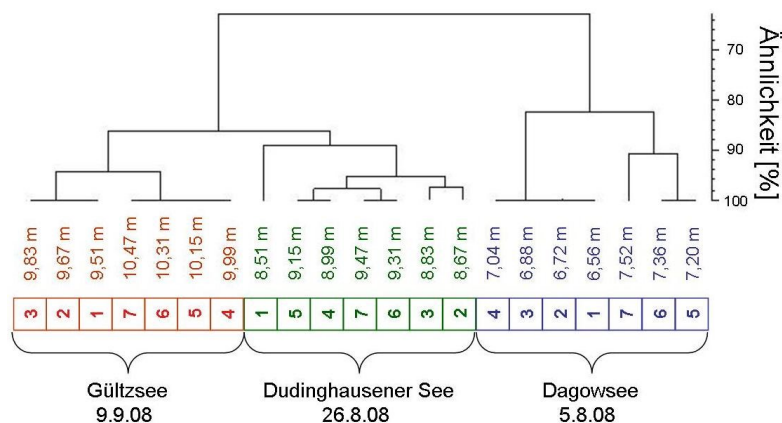 Ähnlichkeit [%]
70
80
90
100
9,83 m 9,67 m 9,51 m 10,47 m 10,31 m 10,15 m 9,99 m 8,51 m 9,15 m 8,99 m 9,47 m 9,31 m 8,83 m 8,67 m 7,04 m 6,88 m 6,72 m 6,56 m 7,52 m 7,36 m 7,20 m
3 2 1 7 6 5 4 1 5 4 7 6 3 2 4 3 2 1 7 6 5
Gültzsee Dudinghausener See Dagowsee
9.9.08 26.8.08 5.8.08